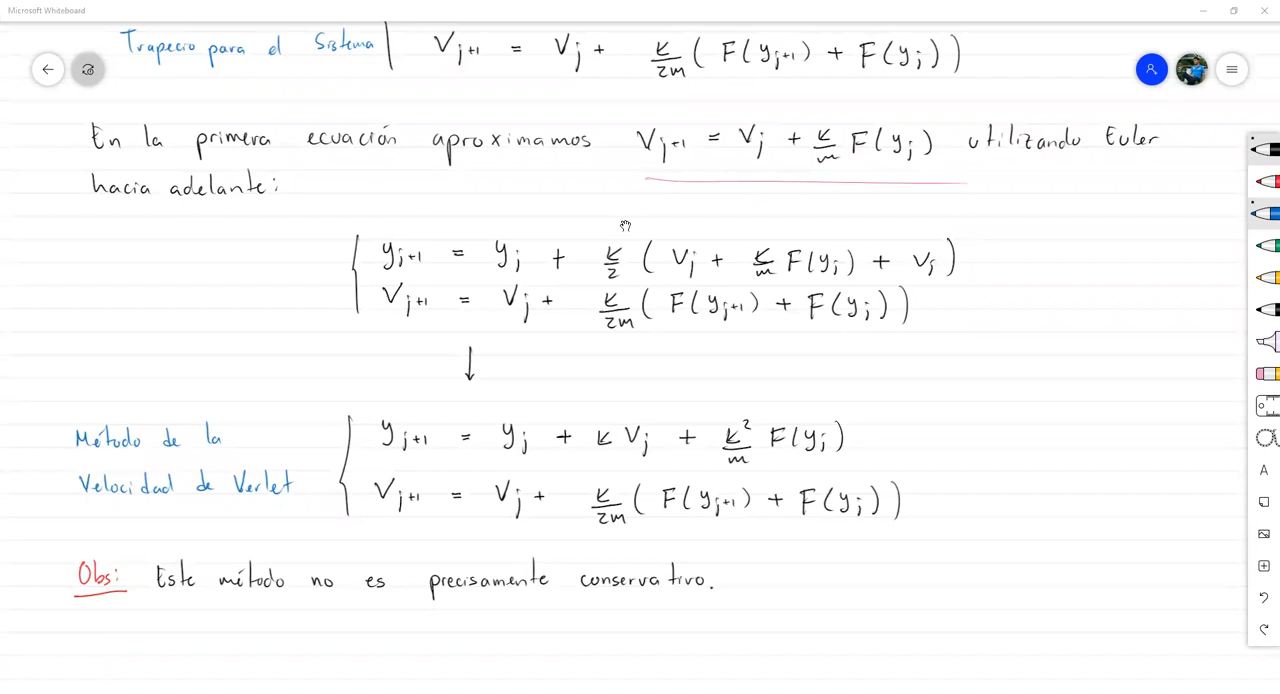 Microsoft Whiteboard
Trapecio para el Sistema | V_{j+1} = V_j + k/2m ( F(y_{j+1}) + F(y_j) )
En la primera ecuación aproximamos V_{j+1} = V_j + k/m F(y_j) utilizando Euler
hacia adelante:
y_{j+1} = y_j + k/2 ( V_j + k/m F(y_j) + V_j )
V_{j+1} = V_j + k/2m ( F(y_{j+1}) + F(y_j) )
↓
Método de la
Velocidad de Verlet
y_{j+1} = y_j + k V_j + k²/m F(y_j)
V_{j+1} = V_j + k/2m ( F(y_{j+1}) + F(y_j) )
Obs: Este método no es precisamente conservativo.
A